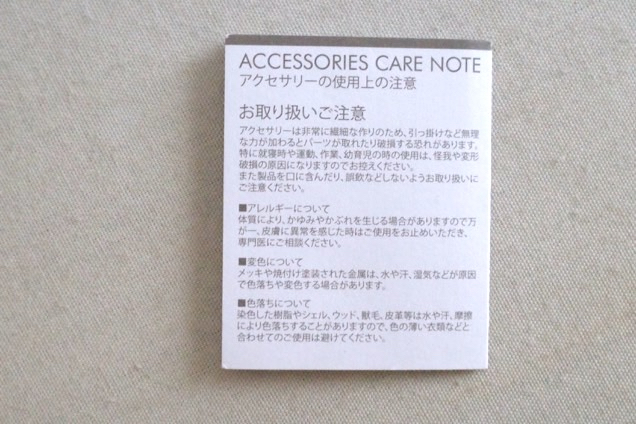 ACCESSORIES CARE NOTE
アクセサリーの使用上の注意
お取り扱いご注意
アクセサリーは非常に繊細な作りのため、引っ掛けなど無理
な力が加わるとパーツが取れたり破損する恐れがあります。
特に就寝時や運動、作業、幼育児の時の使用は、怪我や変形
破損の原因になりますのでお控えください。
また製品を口に含んだり、誤飲などしないようお取り扱いに
ご注意ください。
■アレルギーについて
体質により、かゆみやかぶれを生じる場合がありますので万
が一、皮膚に異常を感じた時はご使用をお止めいただき、
専門医にご相談ください。
■変色について
メッキや焼付け塗装された金属は、水や汗、湿気などが原因
で色落ちや変色する場合があります。
■色落ちについて
染色した樹脂やシェル、ウッド、獣毛、皮革等は水や汗、摩擦
により色落ちすることがありますので、色の薄い衣類などと
合わせてのご使用は避けてください。